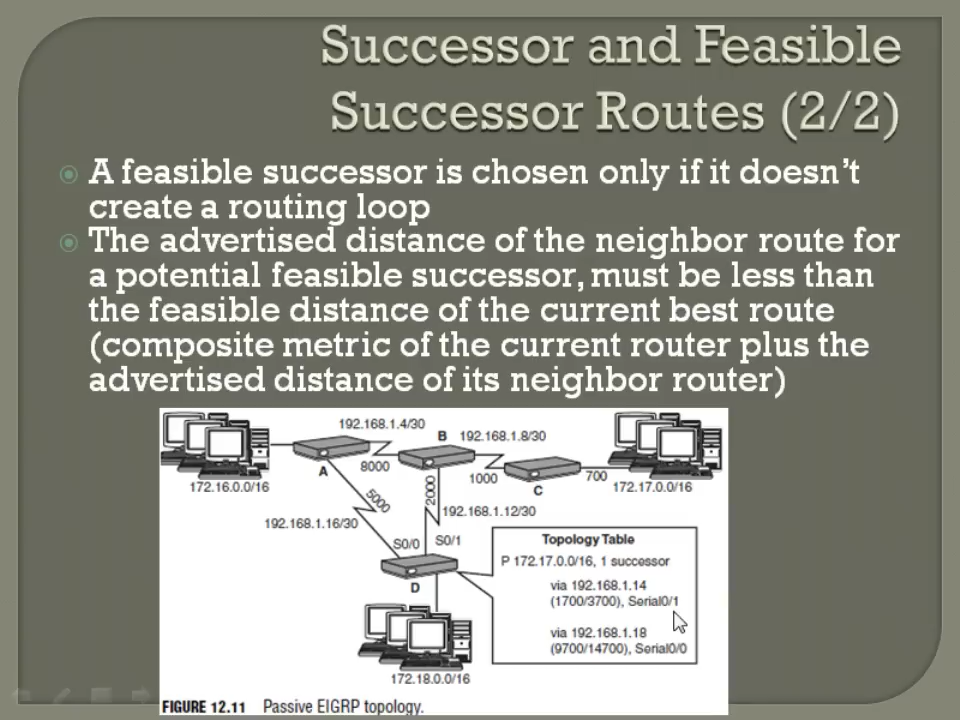 Successor and Feasible
Successor Routes (2/2)
A feasible successor is chosen only if it doesn't
create a routing loop
The advertised distance of the neighbor route for
a potential feasible successor, must be less than
the feasible distance of the current best route
(composite metric of the current router plus the
advertised distance of its neighbor router)
192.168.1.4/30
B 192.168.1.8/30
A
8000
1000
C
700
172.16.0.0/16
172.17.0.0/16
5000
2000
192.168.1.16/30
192.168.1.12/30
S0/0 S0/1
D
Topology Table
P 172.17.0.0/16, 1 successor
via 192.168.1.14
(1700/3700), Serial0/1
via 192.168.1.18
(9700/14700), Serial0/0
172.18.0.0/16
FIGURE 12.11 Passive EIGRP topology.